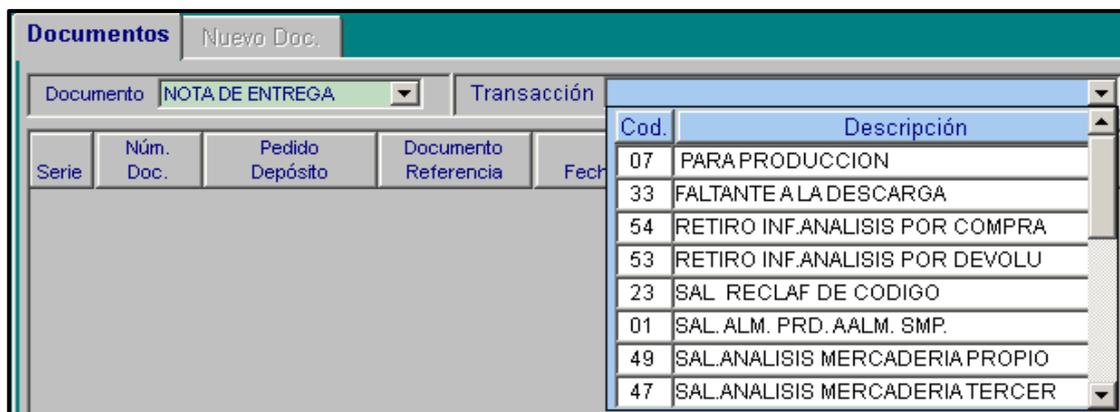 Documentos Nuevo Doc.
Documento NOTA DE ENTREGA Transacción
Serie Núm. Doc. Pedido Depósito Documento Referencia Fech
Cod. Descripción
07 PARA PRODUCCION
33 FALTANTE A LA DESCARGA
54 RETIRO INF.ANALISIS POR COMPRA
53 RETIRO INF.ANALISIS POR DEVOLU
23 SAL RECLAF DE CODIGO
01 SAL. ALM. PRD. AALM. SMP.
49 SAL.ANALISIS MERCADERIA PROPIO
47 SAL.ANALISIS MERCADERIA TERCER